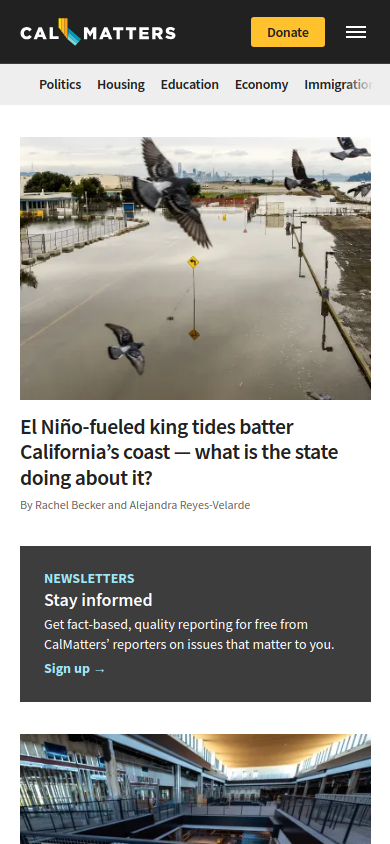 CALMATTERS
Donate
Politics Housing Education Economy Immigration
El Niño-fueled king tides batter
California’s coast — what is the state
doing about it?
By Rachel Becker and Alejandra Reyes-Velarde
NEWSLETTERS
Stay informed
Get fact-based, quality reporting for free from
CalMatters’ reporters on issues that matter to you.
Sign up →